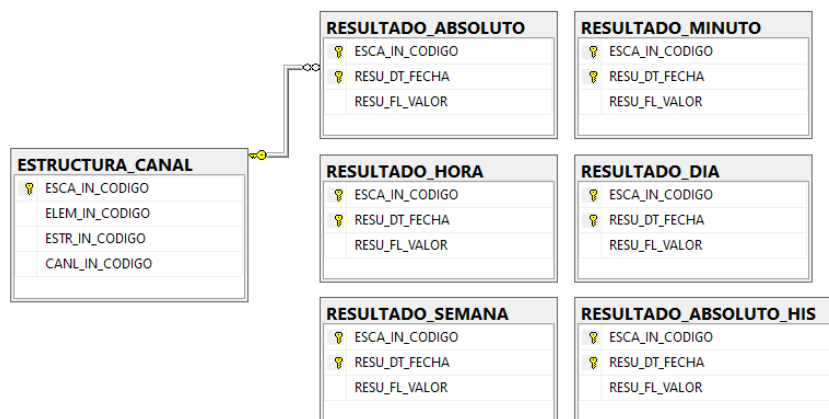 RESULTADO_ABSOLUTO
ESCA_IN_CODIGO
RESU_DT_FECHA
RESU_FL_VALOR
RESULTADO_MINUTO
ESCA_IN_CODIGO
RESU_DT_FECHA
RESU_FL_VALOR
ESTRUCTURA_CANAL
ESCA_IN_CODIGO
ELEM_IN_CODIGO
ESTR_IN_CODIGO
CANL_IN_CODIGO
RESULTADO_HORA
ESCA_IN_CODIGO
RESU_DT_FECHA
RESU_FL_VALOR
RESULTADO_DIA
ESCA_IN_CODIGO
RESU_DT_FECHA
RESU_FL_VALOR
RESULTADO_SEMANA
ESCA_IN_CODIGO
RESU_DT_FECHA
RESU_FL_VALOR
RESULTADO_ABSOLUTO_HIS
ESCA_IN_CODIGO
RESU_DT_FECHA
RESU_FL_VALOR